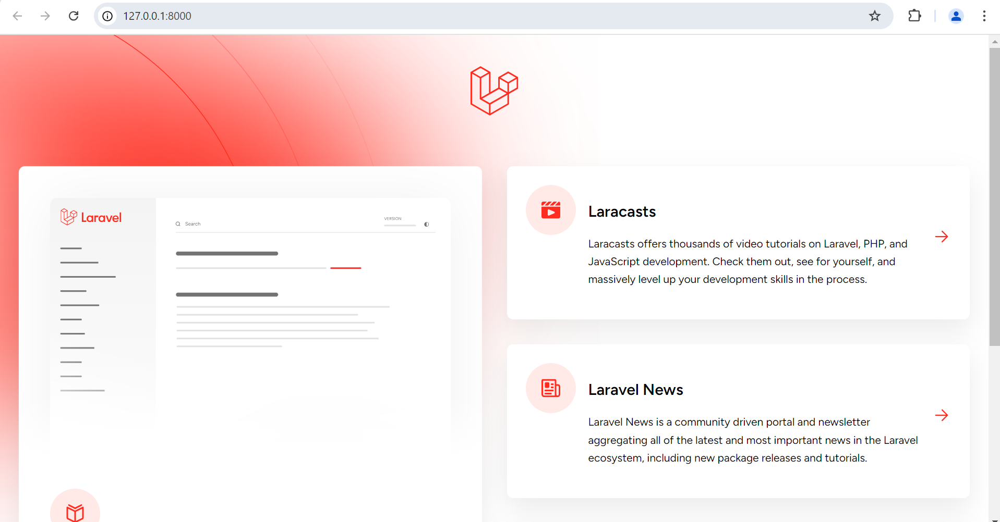 127.0.0.1:8000
Laravel
Search
VERSION
Laracasts
Laracasts offers thousands of video tutorials on Laravel, PHP, and
JavaScript development. Check them out, see for yourself, and
massively level up your development skills in the process.
Laravel News
Laravel News is a community driven portal and newsletter
aggregating all of the latest and most important news in the Laravel
ecosystem, including new package releases and tutorials.